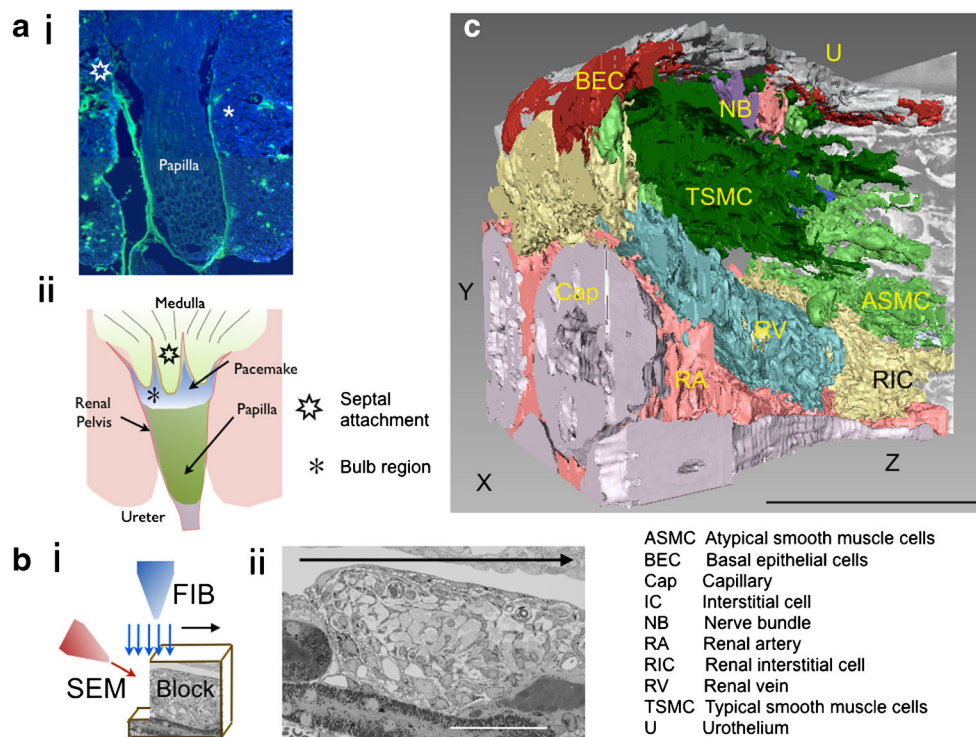 a i
Papilla
ii
Medulla
Pacemake
Renal
Pelvis
Papilla
Ureter
Septal
attachment
* Bulb region
b i
FIB
SEM
Block
ii
c
U
BEC
NB
TSMC
Y
Cap
ASMC
RV
RA
RIC
X
Z
ASMC Atypical smooth muscle cells
BEC Basal epithelial cells
Cap Capillary
IC Interstitial cell
NB Nerve bundle
RA Renal artery
RIC Renal interstitial cell
RV Renal vein
TSMC Typical smooth muscle cells
U Urothelium